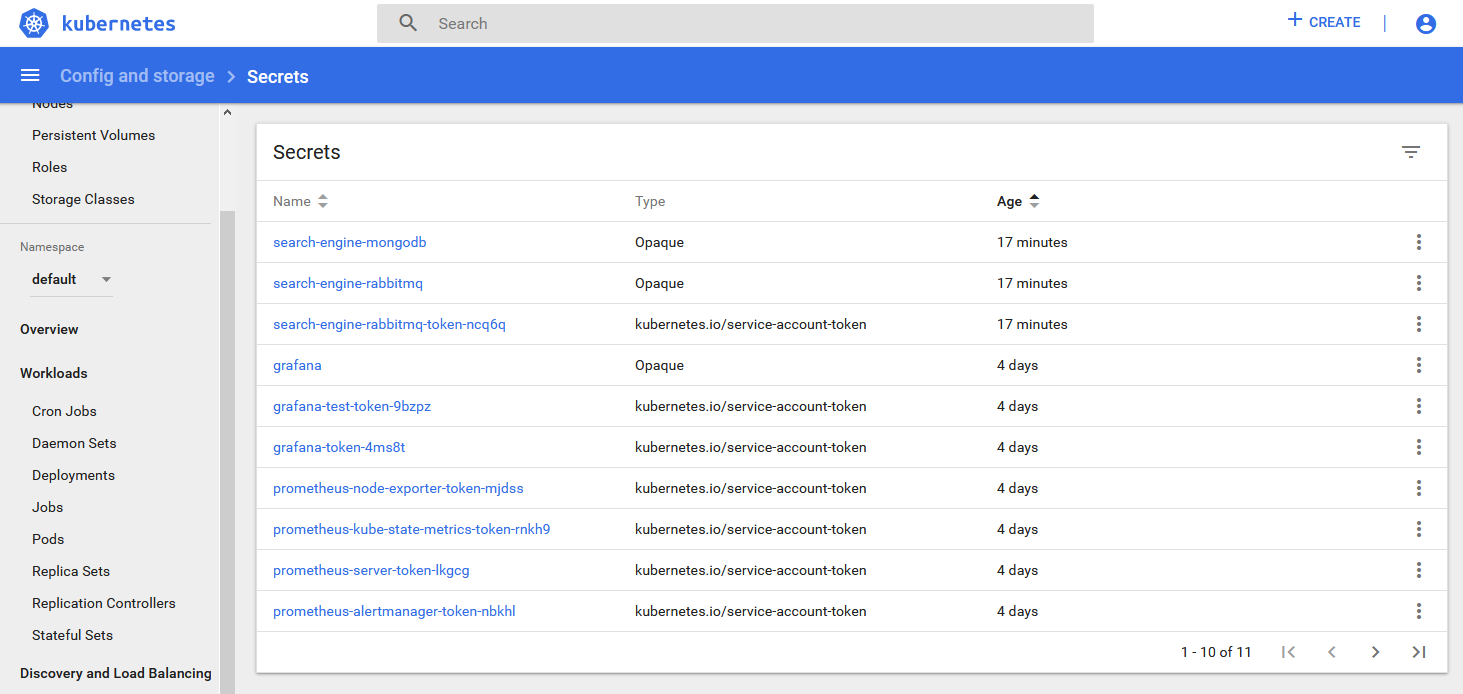 kubernetes
Search
CREATE
Config and storage > Secrets
Nodes
Persistent Volumes
Roles
Storage Classes
Namespace
default
Overview
Workloads
Cron Jobs
Daemon Sets
Deployments
Jobs
Pods
Replica Sets
Replication Controllers
Stateful Sets
Discovery and Load Balancing
Secrets
Name Type Age
search-engine-mongodb Opaque 17 minutes
search-engine-rabbitmq Opaque 17 minutes
search-engine-rabbitmq-token-ncq6q kubernetes.io/service-account-token 17 minutes
grafana Opaque 4 days
grafana-test-token-9bzpz kubernetes.io/service-account-token 4 days
grafana-token-4ms8t kubernetes.io/service-account-token 4 days
prometheus-node-exporter-token-mjdss kubernetes.io/service-account-token 4 days
prometheus-kube-state-metrics-token-rnkh9 kubernetes.io/service-account-token 4 days
prometheus-server-token-lkgcg kubernetes.io/service-account-token 4 days
prometheus-alertmanager-token-nbkhl kubernetes.io/service-account-token 4 days
1 - 10 of 11